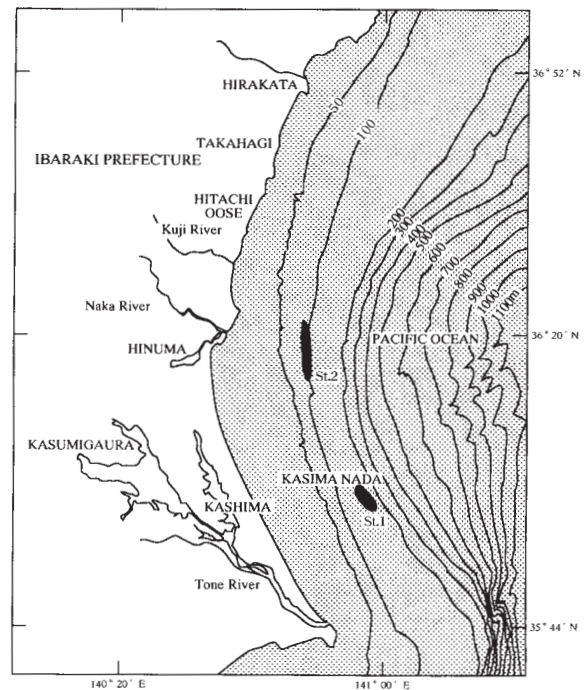 36°52′N
HIRAKATA
50
100
TAKAHAGI
IBARAKI PREFECTURE
HITACHI
OOSE
Kuji River
200
300
400
500
600
700
800
900
1000
1100m
Naka River
PACIFIC OCEAN
36°20′N
HINUMA
St.2
KASUMIGAURA
KASIMA NADA
KASHIMA
St.1
Tone River
35°44′N
140°20′E
141°00′E